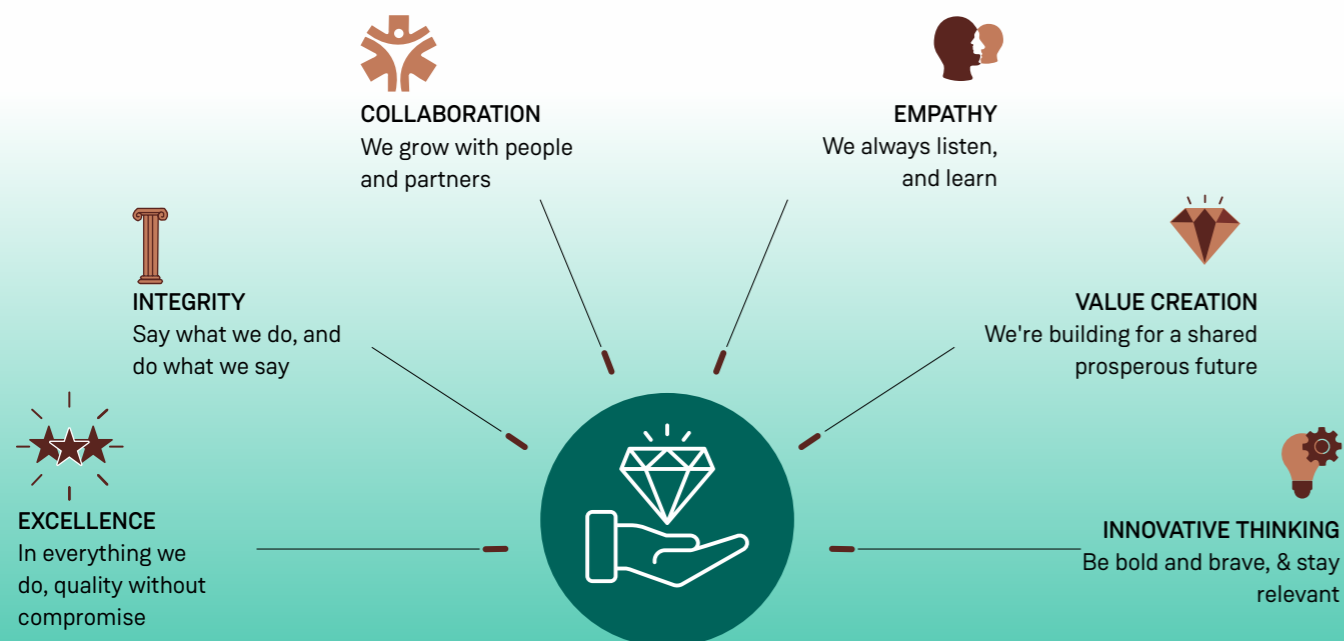 COLLABORATION
We grow with people
and partners
EMPATHY
We always listen,
and learn
INTEGRITY
Say what we do, and
do what we say
VALUE CREATION
We're building for a shared
prosperous future
EXCELLENCE
In everything we
do, quality without
compromise
INNOVATIVE THINKING
Be bold and brave, & stay
relevant